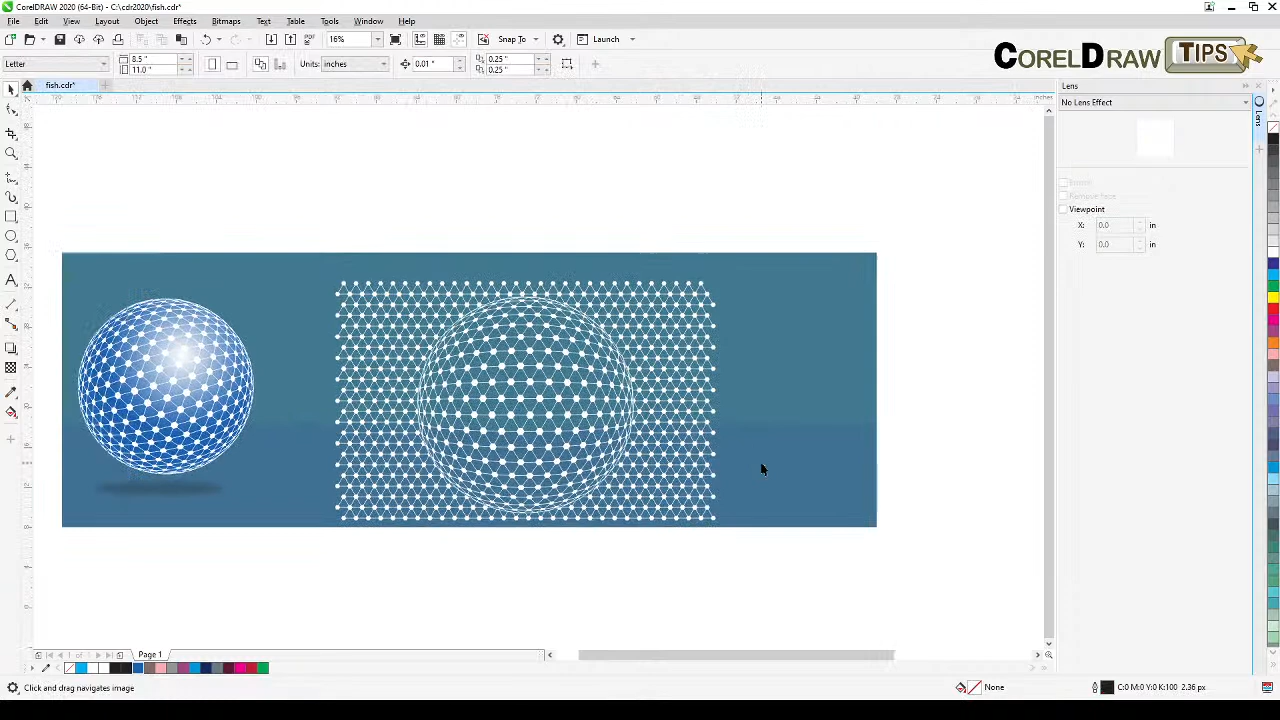 CorelDRAW 2020 (64-Bit) - C:\cdr2020\fish.cdr*
File Edit View Layout Object Effects Bitmaps Text Table Tools Window Help
16% Snap To Launch
CORELDRAW TIPS
Letter 8.5 " 11.0 " Units: inches 0.01 " 0.25 " 0.25 "
fish.cdr*
inches
Lens
No Lens Effect
Lens
Viewpoint
X: 0.0 in
Y: 0.0 in
Page 1
Click and drag navigates image
None
C:0 M:0 Y:0 K:100 2.36 px